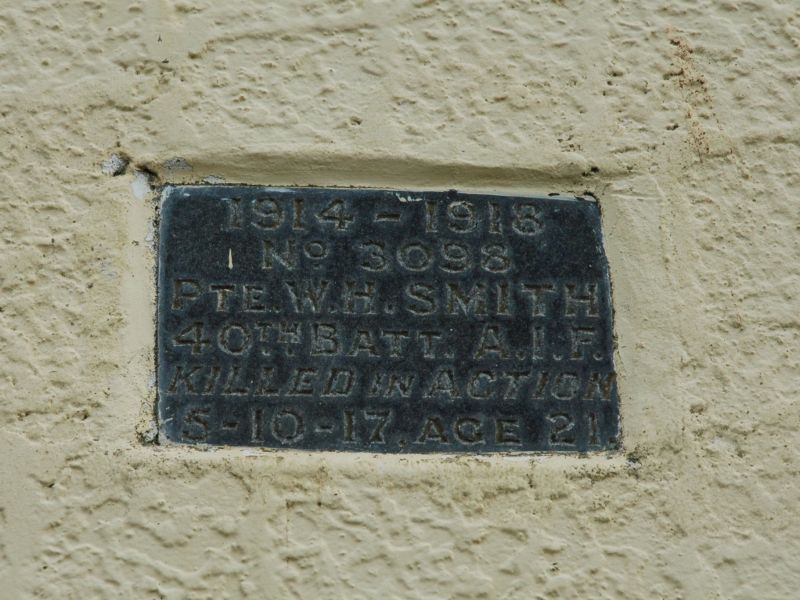 1914 - 1918
No 3098
PTE. W. H. SMITH
40TH BATT. A.I.F.
KILLED IN ACTION
5-10-17. AGE 21.